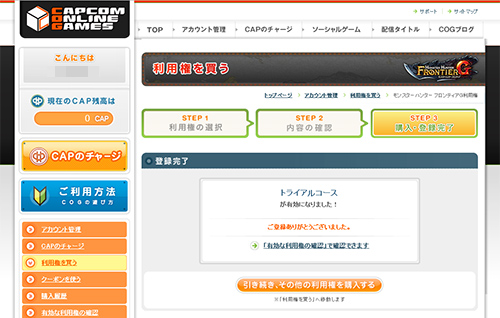 CAPCOM
ONLINE
GAMES
サポート
サイトマップ
TOP
アカウント管理
CAPのチャージ
ソーシャルゲーム
配信タイトル
COGブログ
こんにちは
現在のCAP残高は
0 CAP
CAPのチャージ
ご利用方法
COGの遊び方
アカウント管理
CAPのチャージ
利用権を買う
クーポンを使う
購入履歴
有効な利用権の確認
利用権を買う
MONSTER HUNTER
FRONTIER G
トップページ > アカウント管理 > 利用権を買う > モンスターハンター フロンティアG利用権
STEP 1
利用権の選択
STEP 2
内容の確認
STEP 3
購入・登録完了
登録完了
トライアルコース
が有効になりました！
ご登録ありがとうございました。
「有効な利用権の確認」で確認できます
引き続き、その他の利用権を購入する
※「利用権を買う」へ移動します